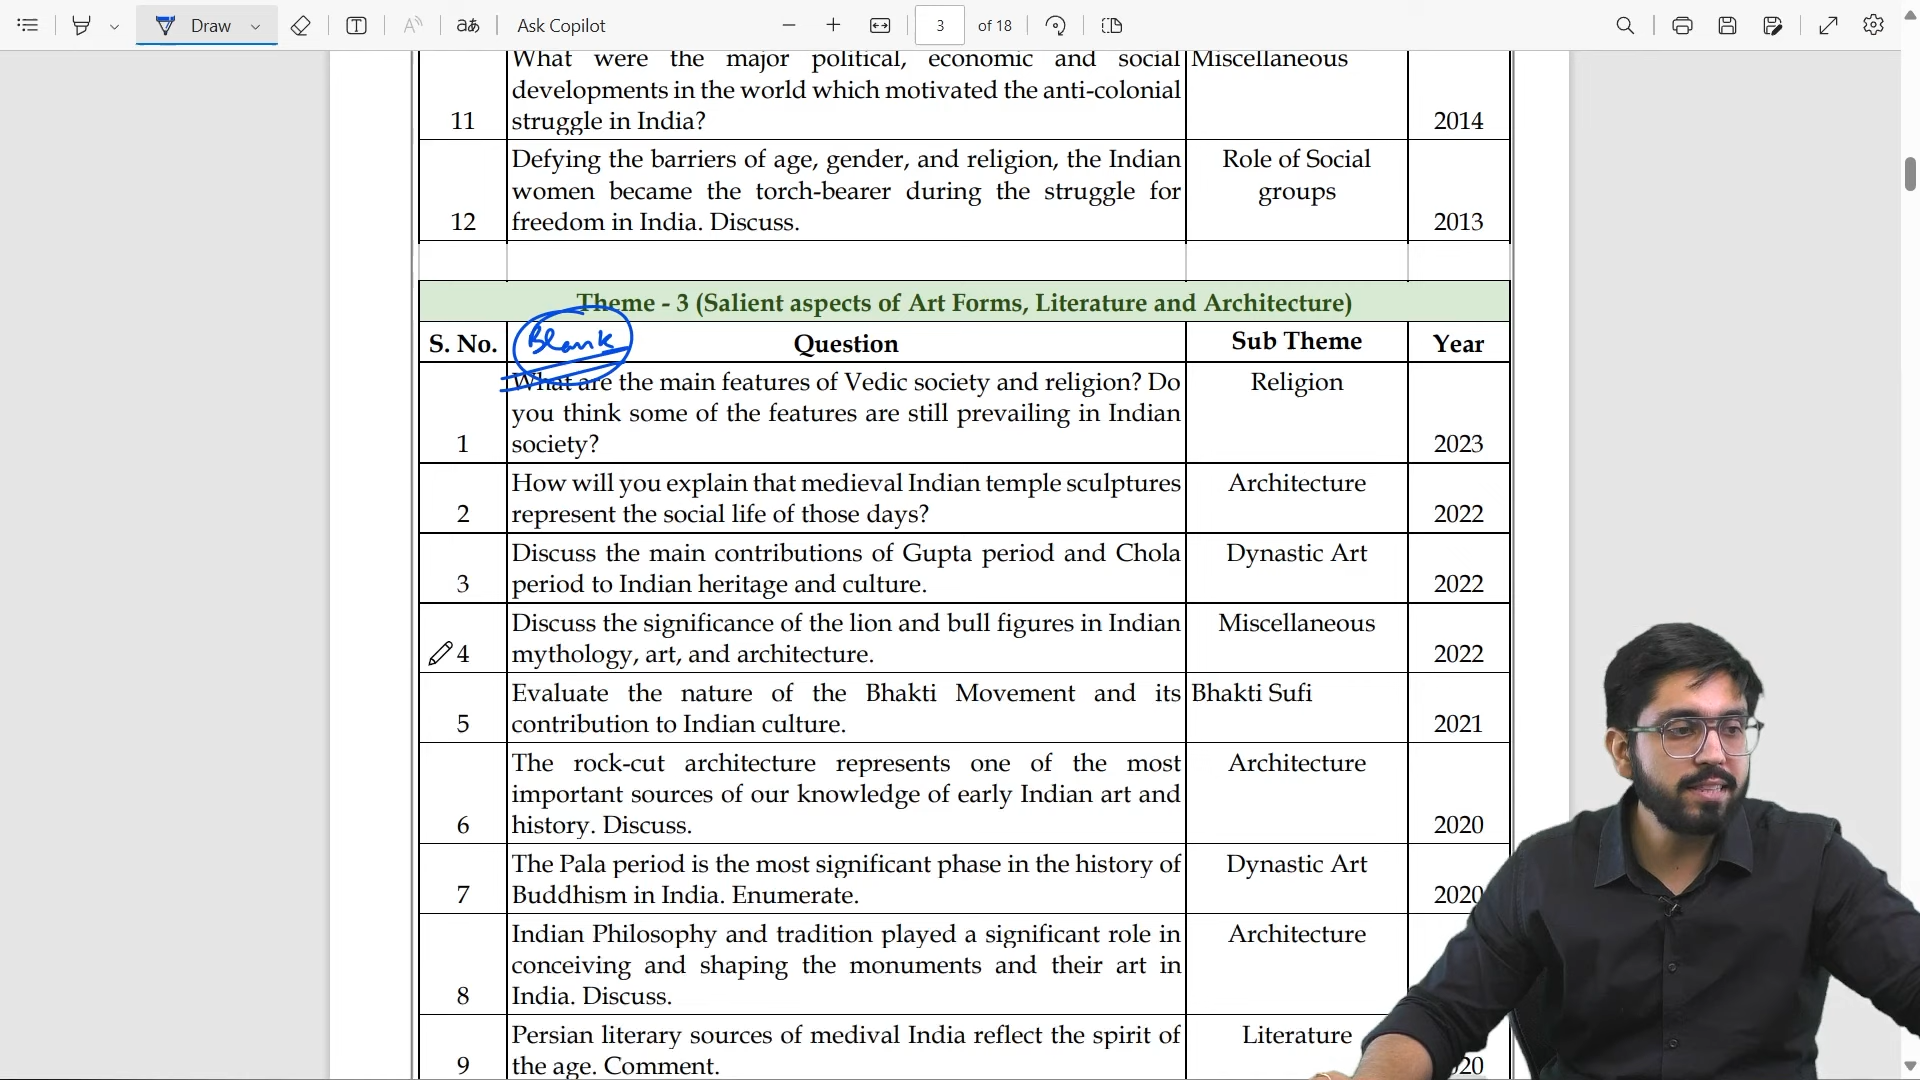 Draw
aあ
Ask Copilot
3
of 18
What were the major political, economic and social
developments in the world which motivated the anti-colonial
struggle in India?
Miscellaneous
11
2014
Defying the barriers of age, gender, and religion, the Indian
women became the torch-bearer during the struggle for
freedom in India. Discuss.
Role of Social
groups
12
2013
Theme - 3 (Salient aspects of Art Forms, Literature and Architecture)
S. No.
Blank
Question
Sub Theme
Year
What are the main features of Vedic society and religion? Do
you think some of the features are still prevailing in Indian
society?
Religion
1
2023
How will you explain that medieval Indian temple sculptures
represent the social life of those days?
Architecture
2
2022
Discuss the main contributions of Gupta period and Chola
period to Indian heritage and culture.
Dynastic Art
3
2022
Discuss the significance of the lion and bull figures in Indian
mythology, art, and architecture.
Miscellaneous
4
2022
Evaluate the nature of the Bhakti Movement and its
contribution to Indian culture.
Bhakti Sufi
5
2021
The rock-cut architecture represents one of the most
important sources of our knowledge of early Indian art and
history. Discuss.
Architecture
6
2020
The Pala period is the most significant phase in the history of
Buddhism in India. Enumerate.
Dynastic Art
7
2020
Indian Philosophy and tradition played a significant role in
conceiving and shaping the monuments and their art in
India. Discuss.
Architecture
8
Persian literary sources of medival India reflect the spirit of
the age. Comment.
Literature
9